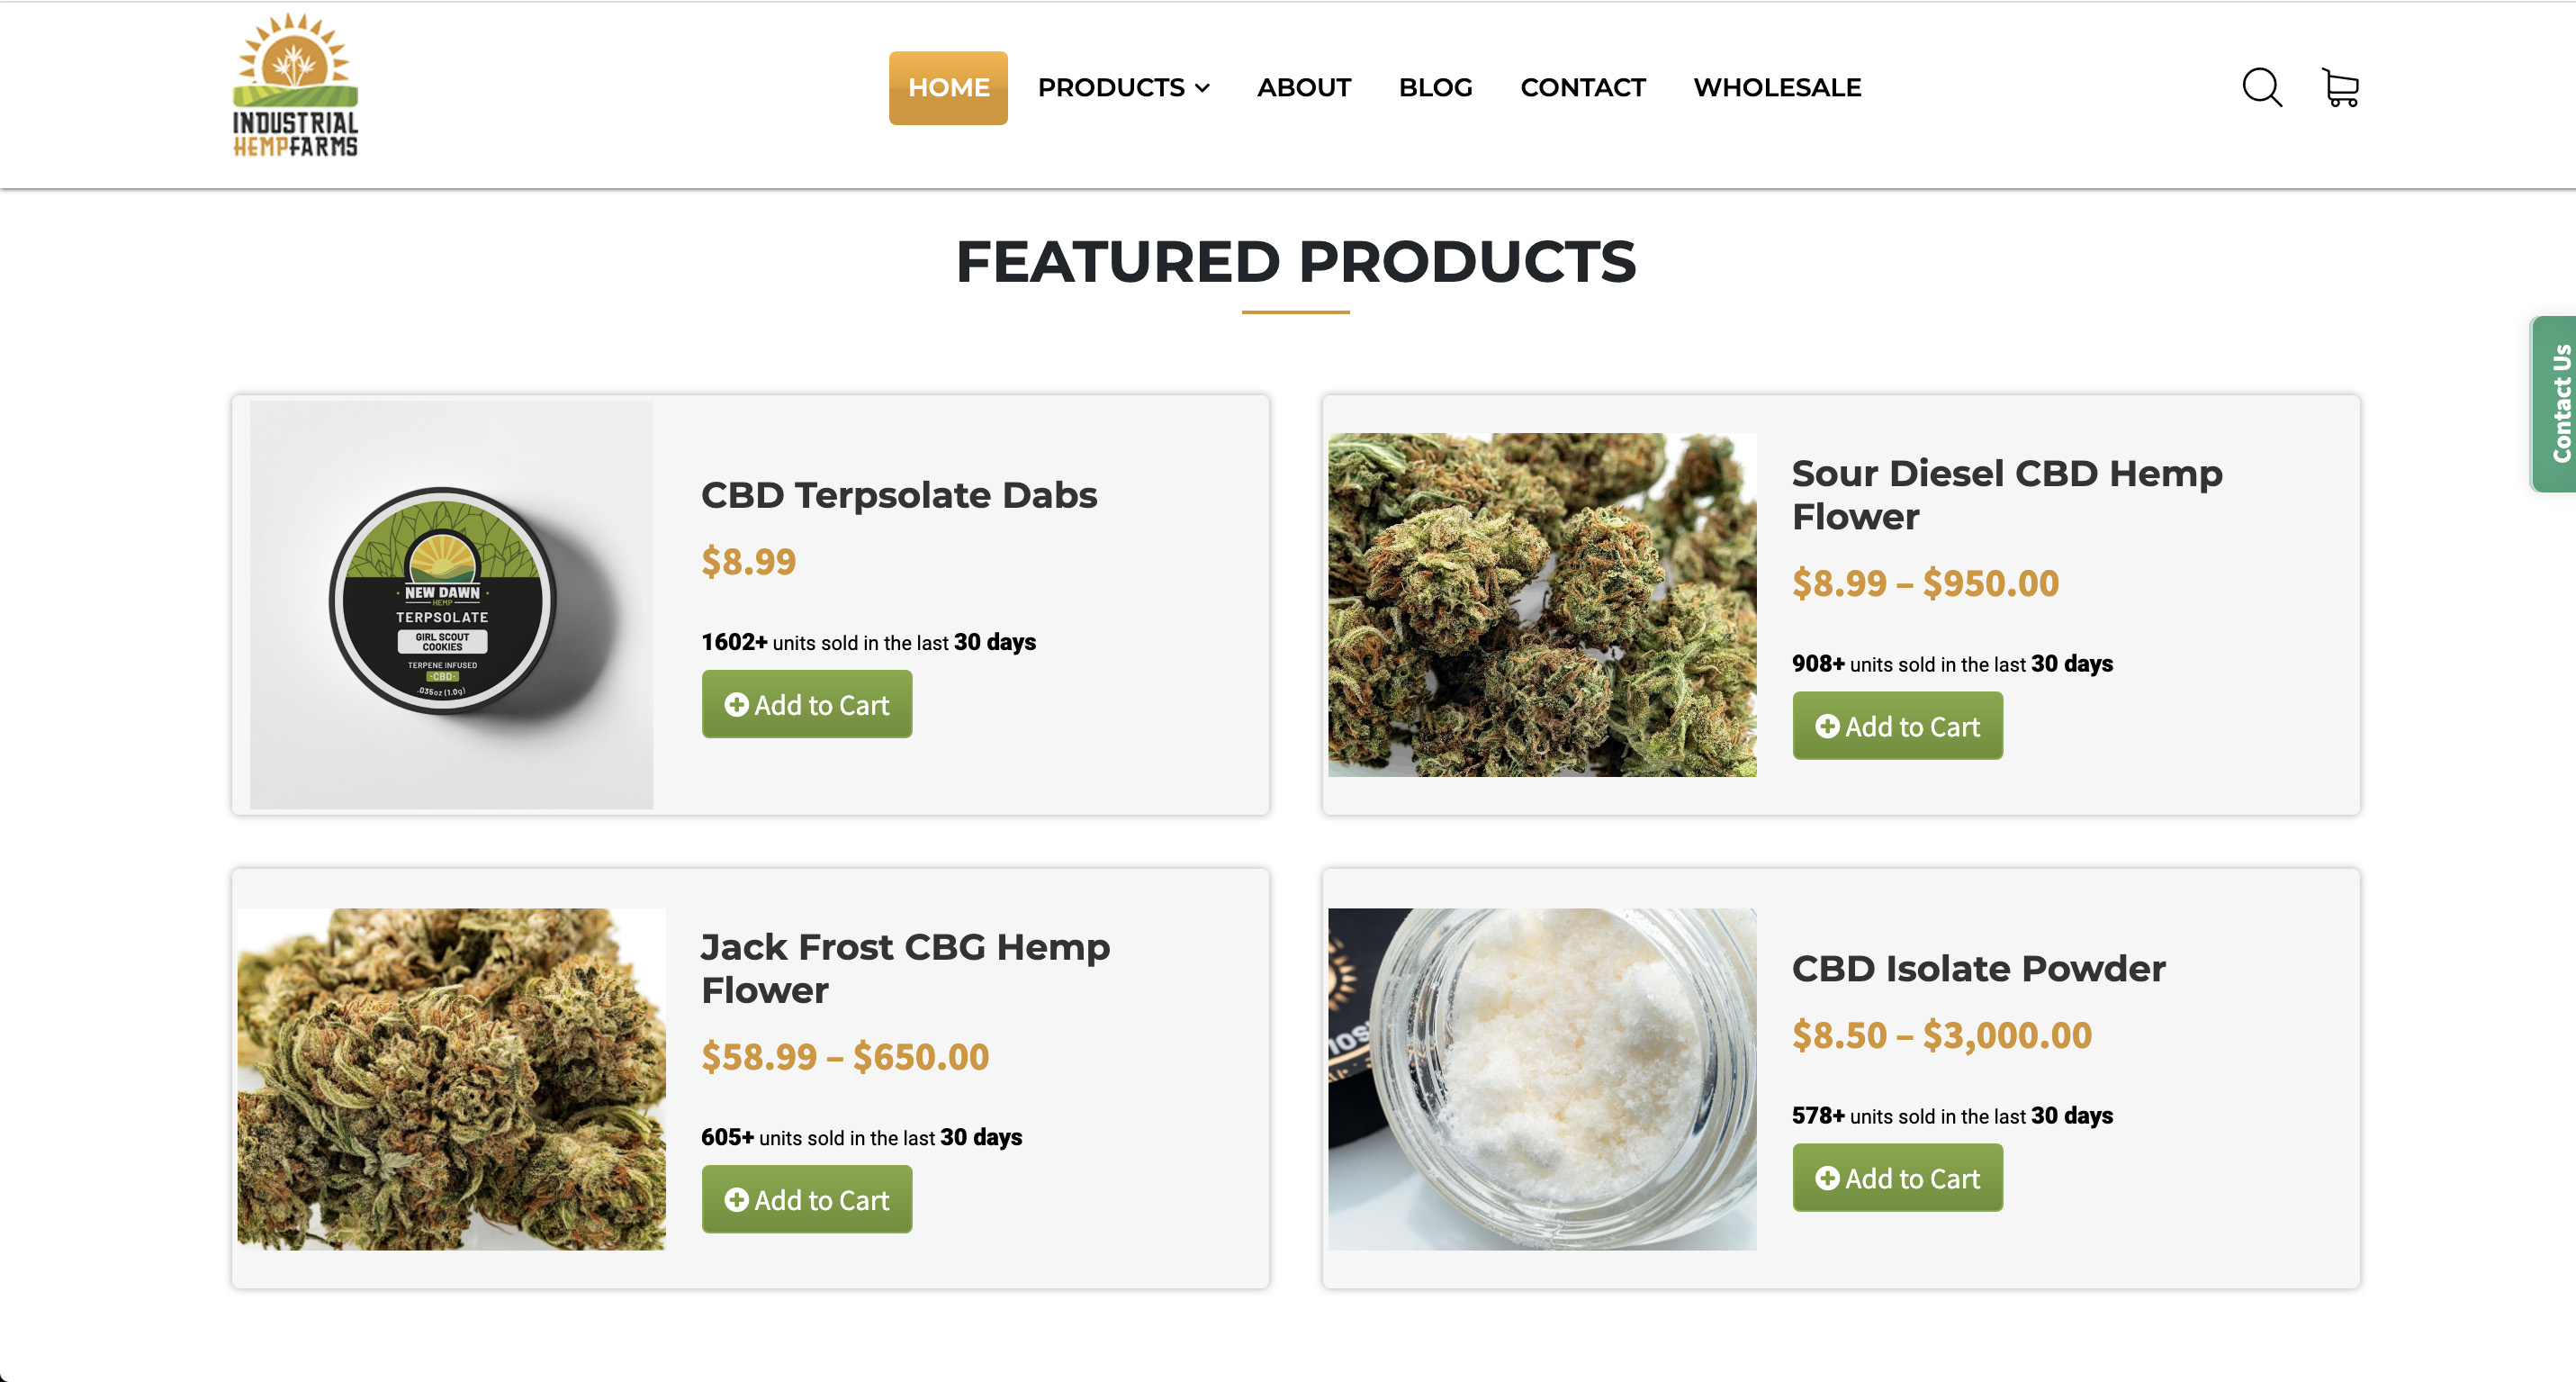 INDUSTRIAL
HEMPFARMS
HOME
PRODUCTS
ABOUT
BLOG
CONTACT
WHOLESALE
FEATURED PRODUCTS
Contact Us
NEW DAWN
HEMP
TERPSOLATE
GIRL SCOUT
COOKIES
TERPENE INFUSED
·CBD·
.035oz (1.0g)
CBD Terpsolate Dabs
$8.99
1602+ units sold in the last 30 days
Add to Cart
Sour Diesel CBD Hemp
Flower
$8.99 – $950.00
908+ units sold in the last 30 days
Add to Cart
Jack Frost CBG Hemp
Flower
$58.99 – $650.00
605+ units sold in the last 30 days
Add to Cart
CBD Isolate Powder
$8.50 – $3,000.00
578+ units sold in the last 30 days
Add to Cart